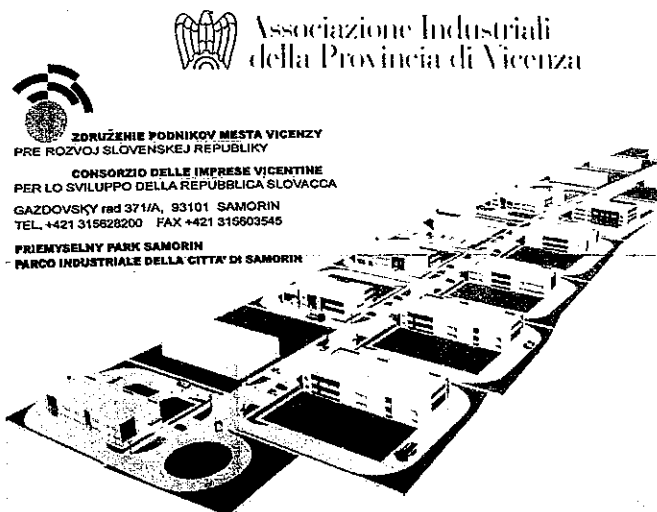 Associazione Industriali
della Provincia di Vicenza
ZDRUŽENIE PODNIKOV MESTA VICENZY
PRE ROZVOJ SLOVENSKEJ REPUBLIKY
CONSORZIO DELLE IMPRESE VICENTINE
PER LO SVILUPPO DELLA REPÚBBLICA SLOVACCA
GAZDOVSKÝ rad 371/A, 93101 SAMORIN
TEL. +421 315628200 FAX +421 315603545
PRIEMYSELNY PARK SAMORIN
PARCO INDUSTRIALE DELLA CITTA' DI SAMORIN